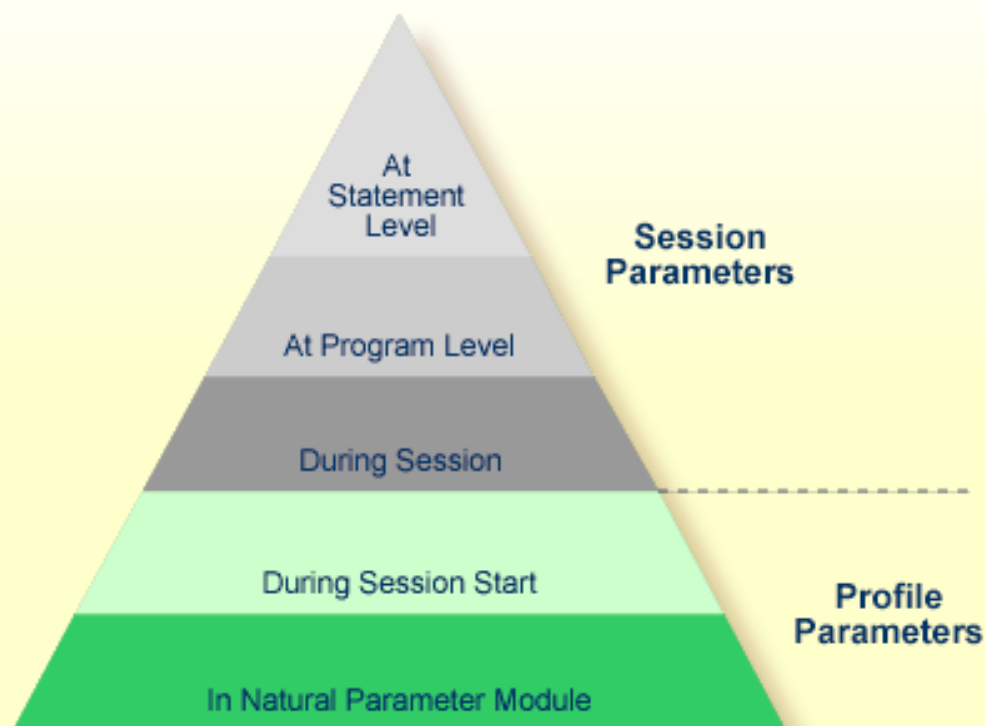 At
Statement
Level
Session
Parameters
At Program Level
During Session
During Session Start
Profile
Parameters
In Natural Parameter Module